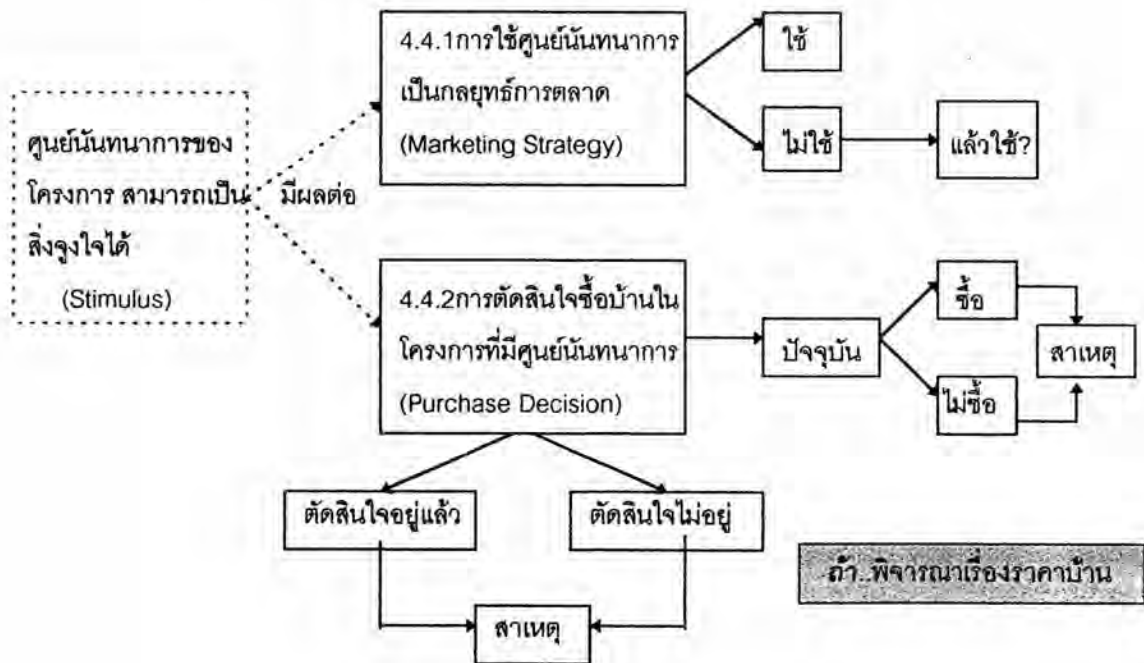 ศูนย์นันทนาการของ
โครงการ สามารถเป็น
สิ่งจูงใจได้
(Stimulus)
มีผลต่อ
4.4.1การใช้ศูนย์นันทนาการ
เป็นกลยุทธ์การตลาด
(Marketing Strategy)
ใช้
ไม่ใช้
แล้วใช้?
4.4.2การตัดสินใจซื้อบ้านใน
โครงการที่มีศูนย์นันทนาการ
(Purchase Decision)
ปัจจุบัน
ซื้อ
ไม่ซื้อ
สาเหตุ
ตัดสินใจอยู่แล้ว
ตัดสินใจไม่อยู่
สาเหตุ
ถ้า..พิจารณาเรื่องราคาบ้าน